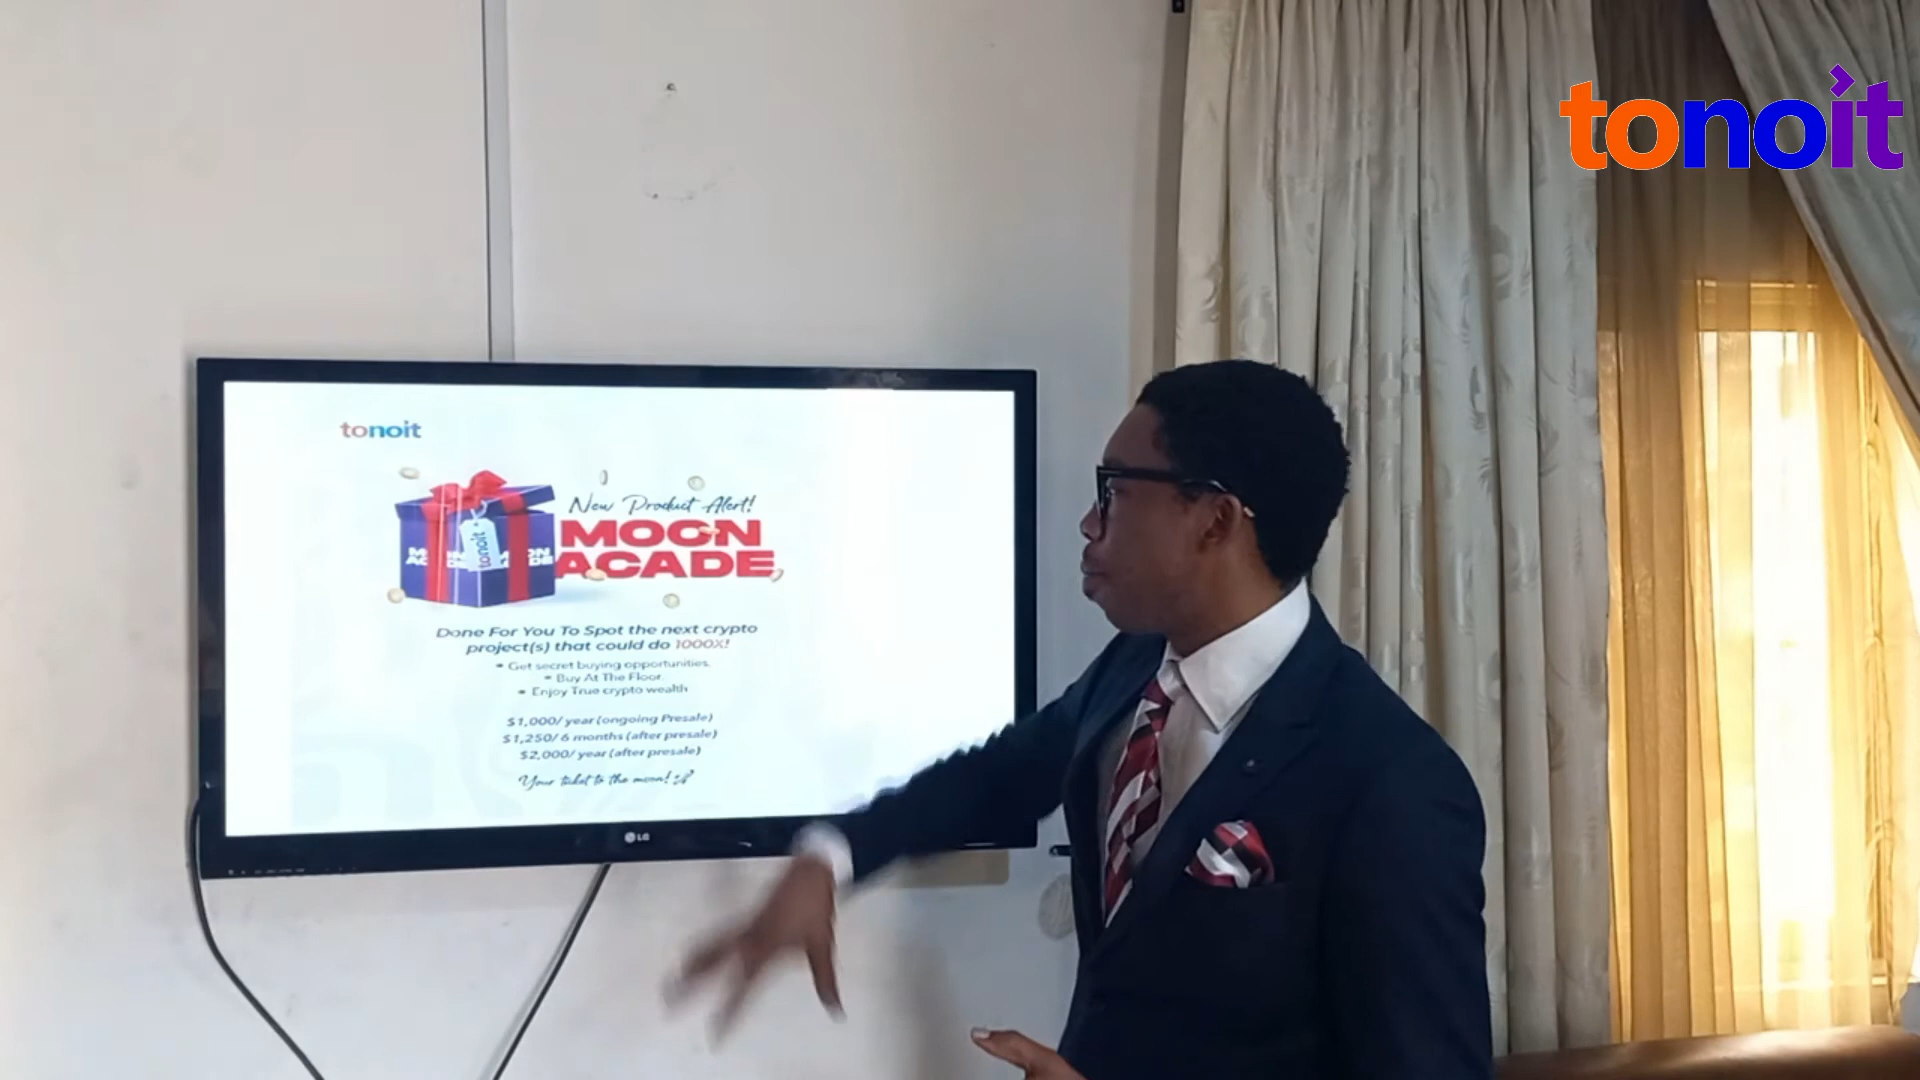 tonoit
tonoit
New Product Alert!
MOON
ACADE
tonoit
Done For You To Spot the next crypto
project(s) that could do 1000X!
Get secret buying opportunities.
Buy At The Floor
Enjoy True crypto wealth
$1,000/ year (ongoing Presale)
$1,250/ 6 months (after presale)
$2,000/ year (after presale)
Your ticket to the moon!
LG